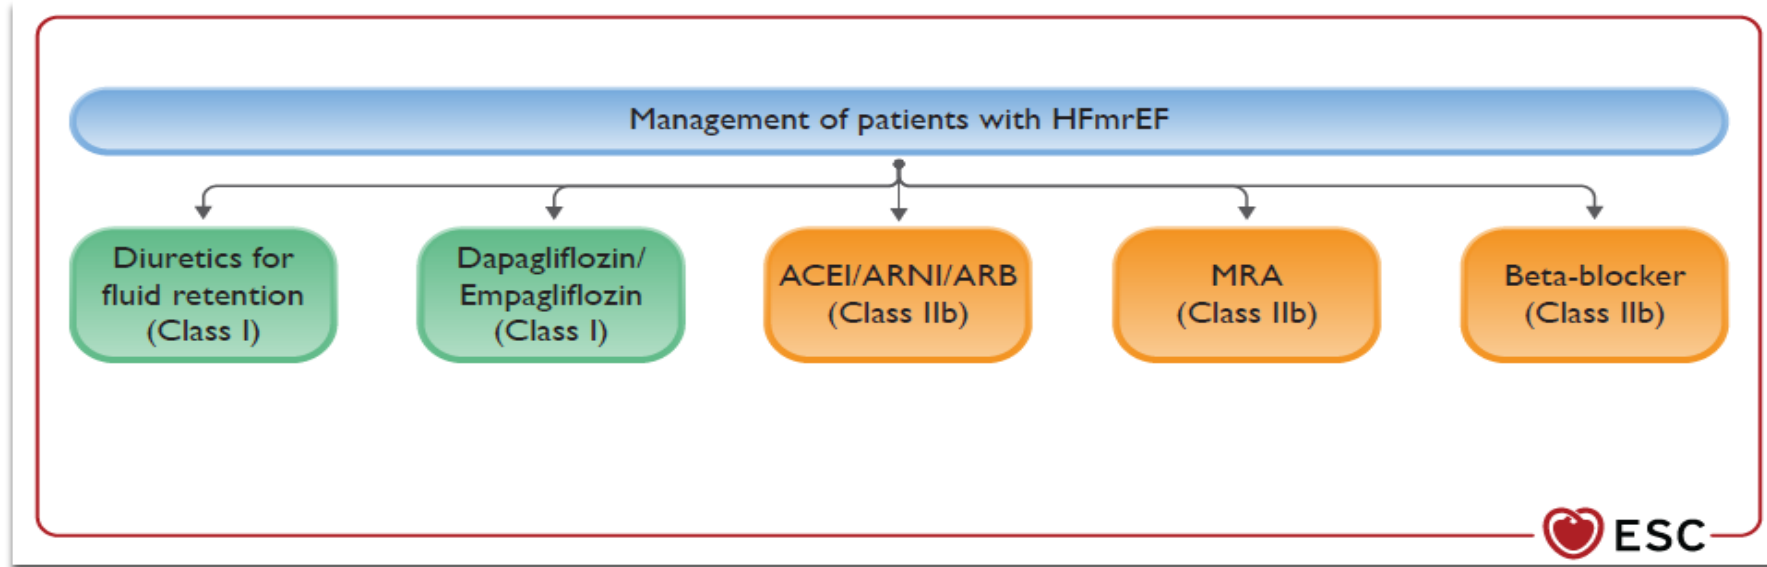 Management of patients with HFmrEF
Diuretics for
fluid retention
(Class I)
Dapagliflozin/
Empagliflozin
(Class I)
ACEI/ARNI/ARB
(Class IIb)
MRA
(Class IIb)
Beta-blocker
(Class IIb)
ESC